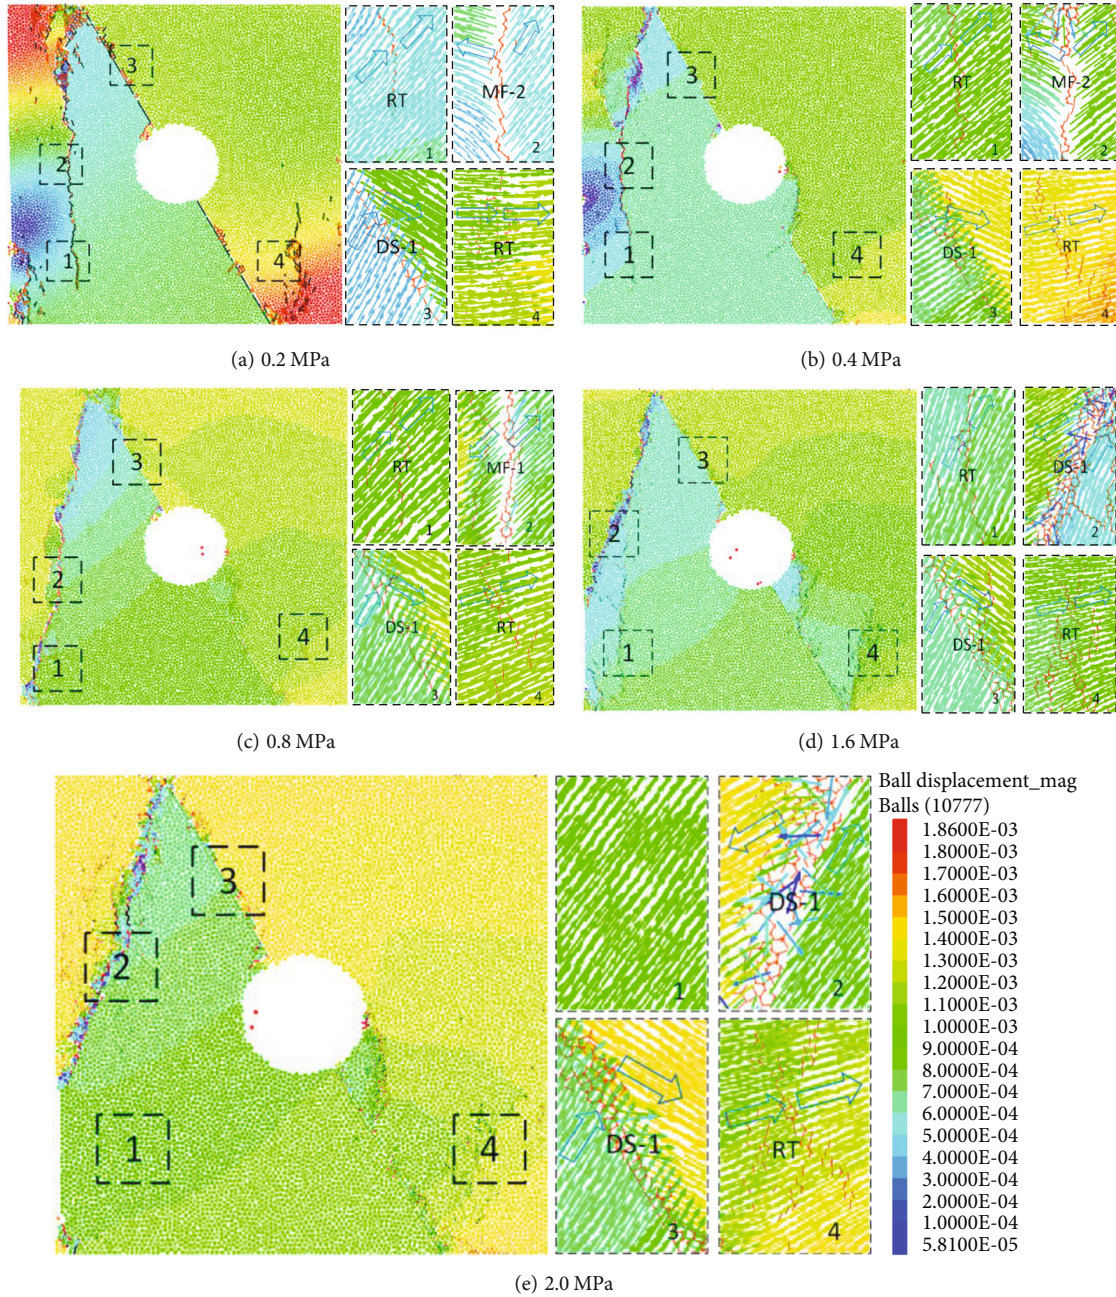 3
2
1
4
RT
1
MF-2
2
DS-1
3
RT
4
(a) 0.2 MPa
3
2
1
4
RT
1
MF-2
2
DS-1
3
RT
4
(b) 0.4 MPa
3
2
1
4
RT
1
MF-1
2
DS-1
3
RT
4
(c) 0.8 MPa
3
2
1
4
RT
1
DS-1
2
DS-1
3
RT
4
(d) 1.6 MPa
3
2
1
4
1
DS-1
2
DS-1
3
RT
4
Ball displacement_mag
Balls (10777)
1.8600E-03
1.8000E-03
1.7000E-03
1.6000E-03
1.5000E-03
1.4000E-03
1.3000E-03
1.2000E-03
1.1000E-03
1.0000E-03
9.0000E-04
8.0000E-04
7.0000E-04
6.0000E-04
5.0000E-04
4.0000E-04
3.0000E-04
2.0000E-04
1.0000E-04
5.8100E-05
(e) 2.0 MPa